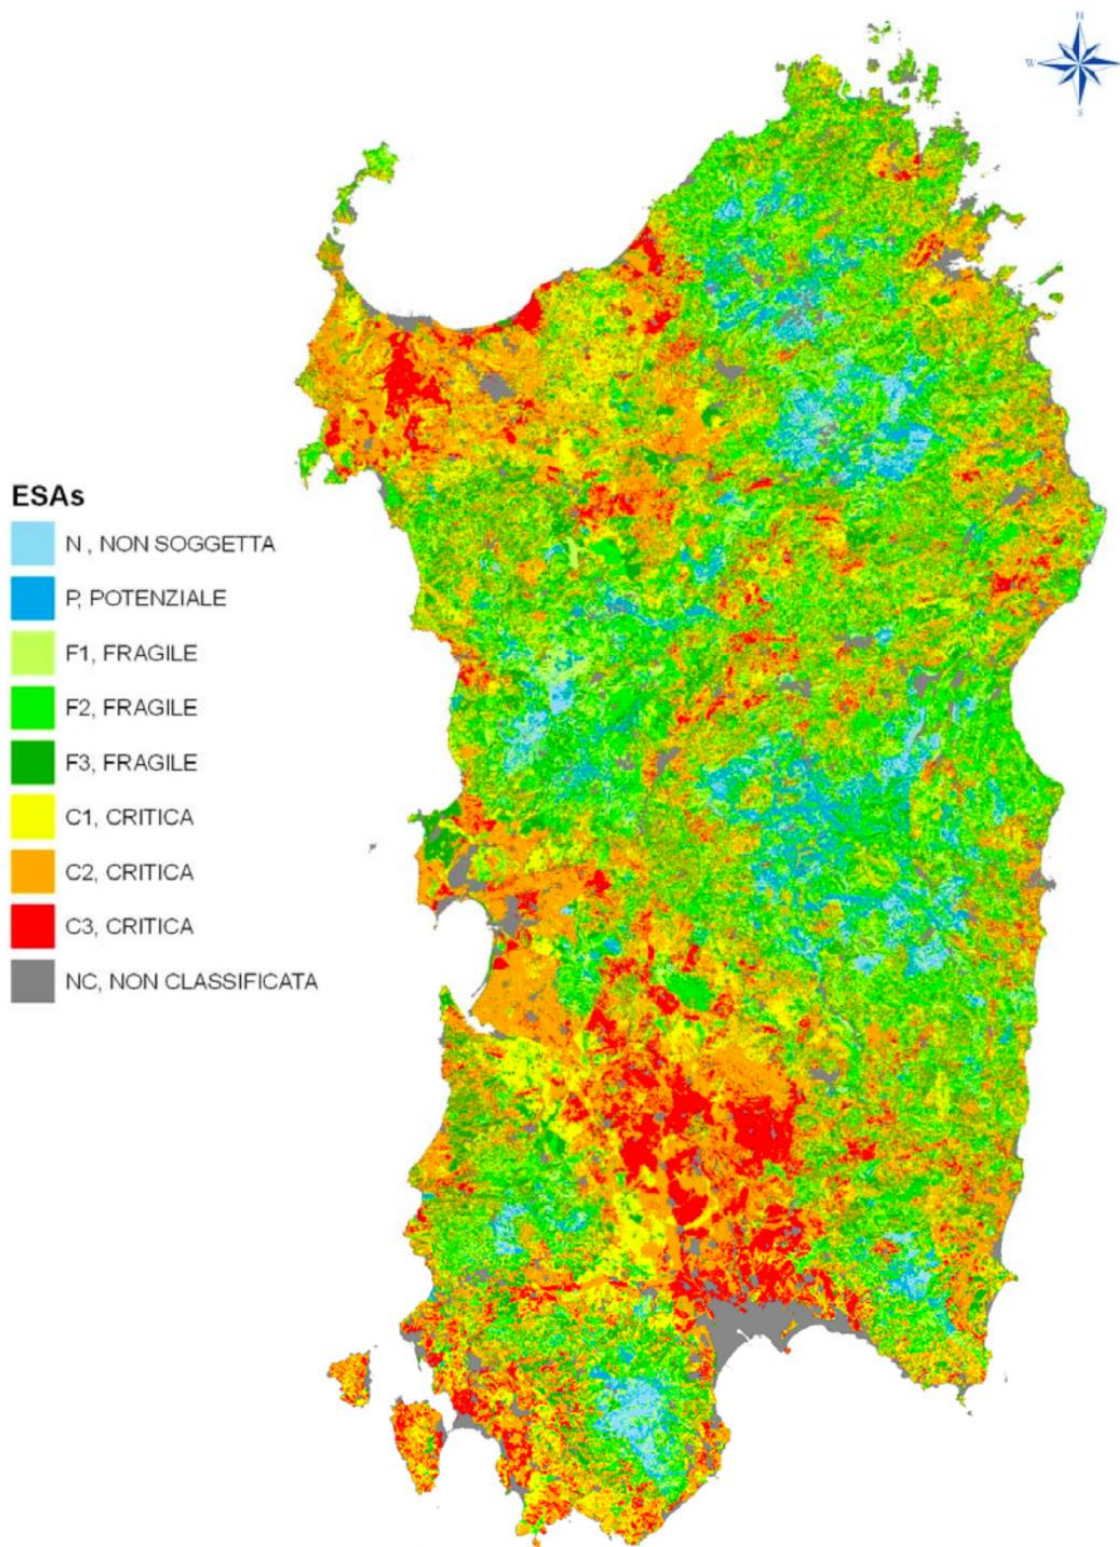 N
W
S
ESAs
N , NON SOGGETTA
P, POTENZIALE
F1, FRAGILE
F2, FRAGILE
F3, FRAGILE
C1, CRITICA
C2, CRITICA
C3, CRITICA
NC, NON CLASSIFICATA